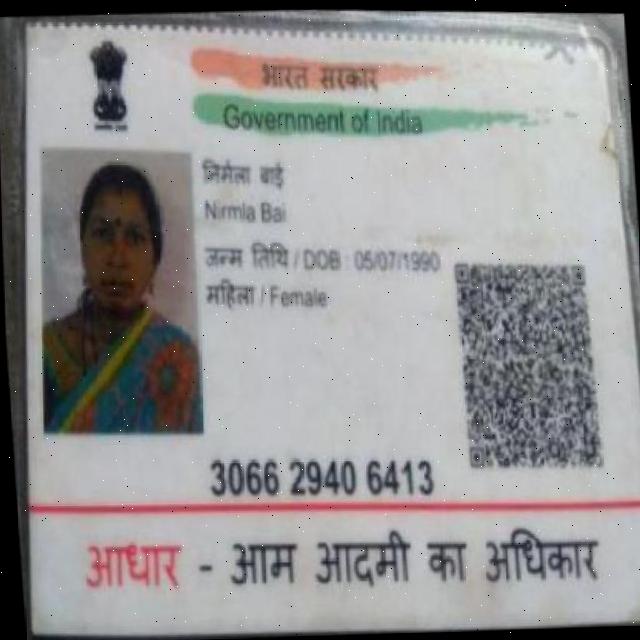 भारत सरकार
Government of India
निर्मला बाई
Nirmla Bai
जन्म तिथि / DOB : 05/07/1990
महिला / Female
3066 2940 6413
आधार - आम आदमी का अधिकार